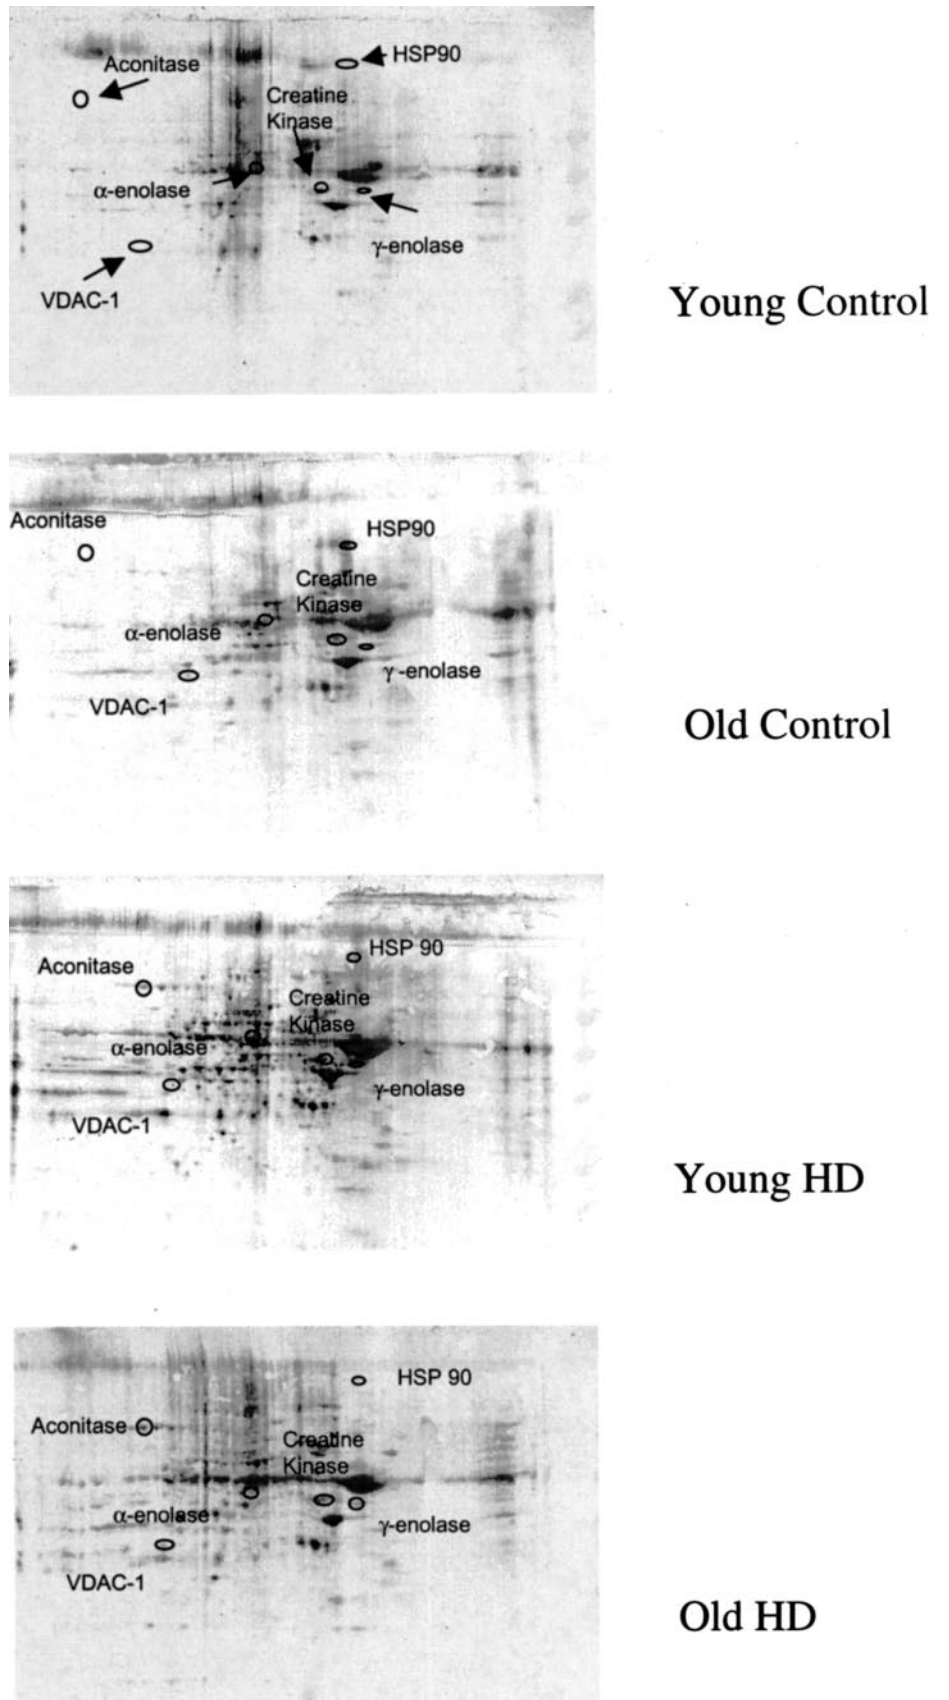 HSP90
Aconitase
Creatine
Kinase
α-enolase
γ-enolase
VDAC-1
Young Control
Aconitase
HSP90
Creatine
Kinase
α-enolase
γ-enolase
VDAC-1
Old Control
HSP 90
Aconitase
Creatine
Kinase
α-enolase
γ-enolase
VDAC-1
Young HD
HSP 90
Aconitase
Creatine
Kinase
α-enolase
γ-enolase
VDAC-1
Old HD